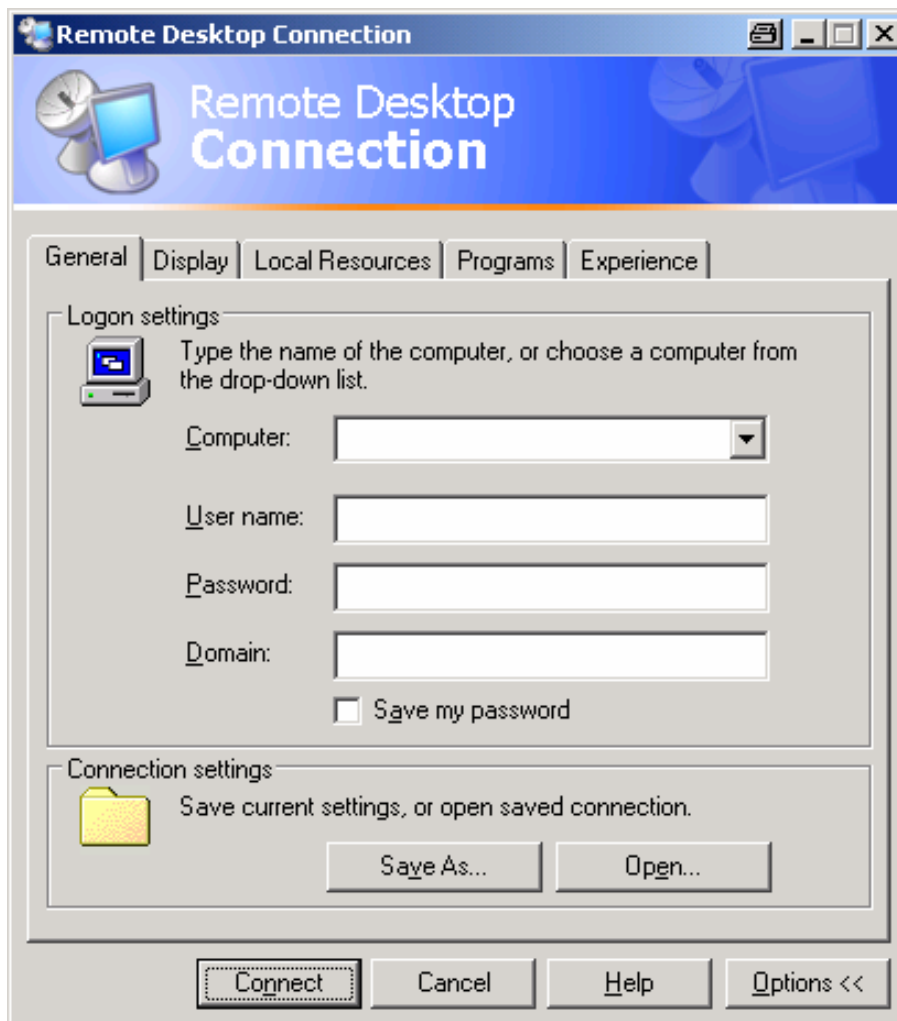 Remote Desktop Connection
Remote Desktop
Connection
General Display Local Resources Programs Experience
Logon settings
Type the name of the computer, or choose a computer from
the drop-down list.
Computer:
User name:
Password:
Domain:
Save my password
Connection settings
Save current settings, or open saved connection.
Save As... Open...
Connect Cancel Help Options <<